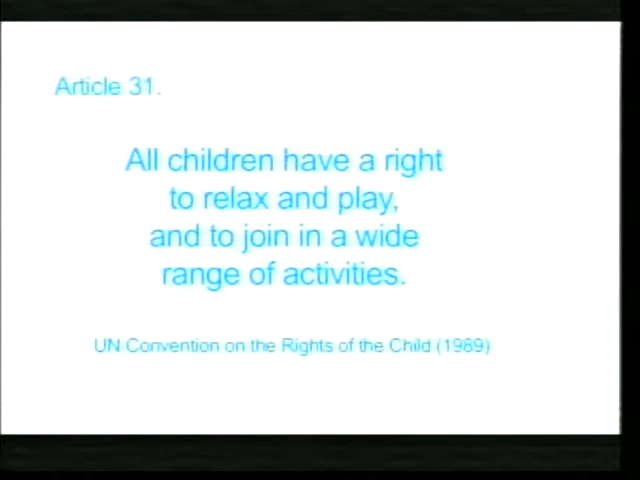 Article 31.
All children have a right
to relax and play,
and to join in a wide
range of activities.
UN Convention on the Rights of the Child (1989)